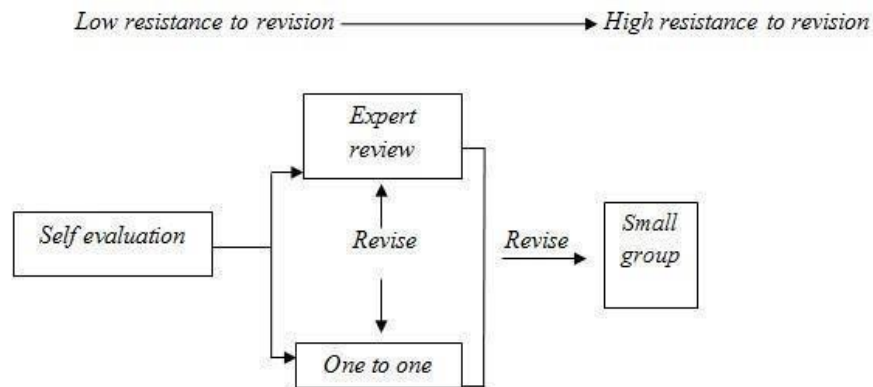 Low resistance to revision High resistance to revision
Expert
review
Self evaluation
Revise
Revise
Small
group
One to one